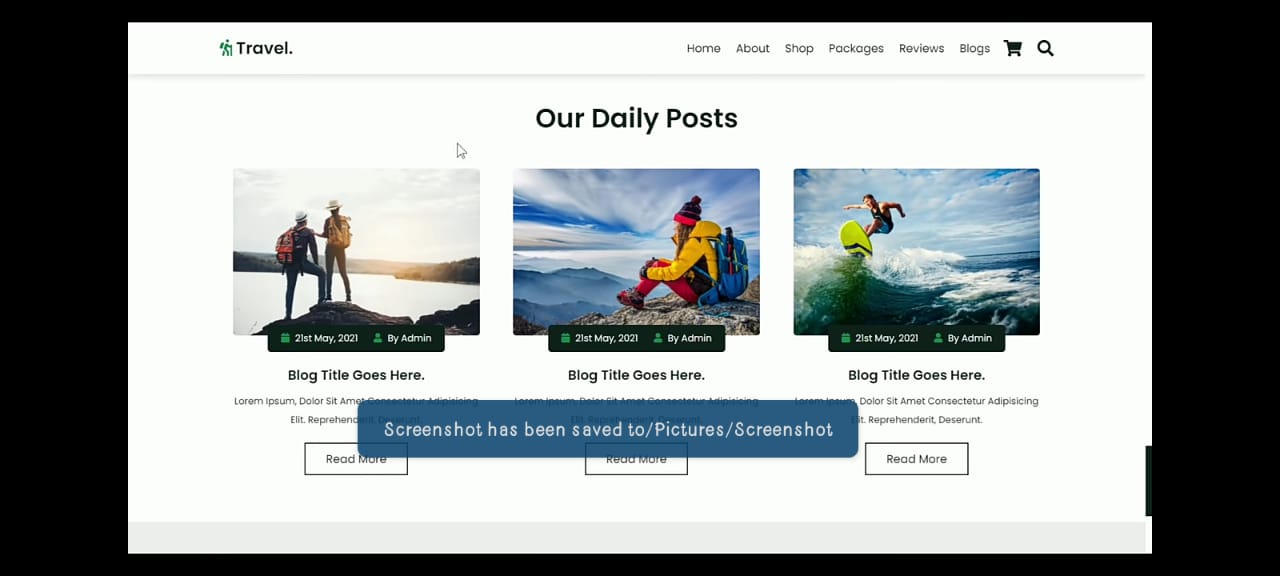 Travel.
Home About Shop Packages Reviews Blogs
Our Daily Posts
21st May, 2021 By Admin
21st May, 2021 By Admin
21st May, 2021 By Admin
Blog Title Goes Here.
Blog Title Goes Here.
Blog Title Goes Here.
Lorem Ipsum, Dolor Sit Amet Consectetur Adipisicing
Elit. Reprehenderit, Deserunt.
Lorem Ipsum, Dolor Sit Amet Consectetur Adipisicing
Elit. Reprehenderit, Deserunt.
Lorem Ipsum, Dolor Sit Amet Consectetur Adipisicing
Elit. Reprehenderit, Deserunt.
Screenshot has been saved to/Pictures/Screenshot
Read More
Read More
Read More